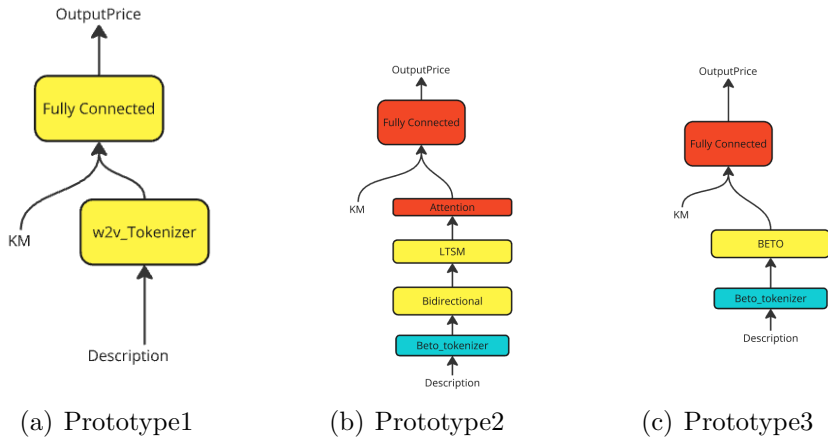 OutputPrice
Fully Connected
KM
w2v_Tokenizer
Description
(a) Prototype1
OutputPrice
Fully Connected
KM
Attention
LTSM
Bidirectional
Beto_tokenizer
Description
(b) Prototype2
OutputPrice
Fully Connected
KM
BETO
Beto_tokenizer
Description
(c) Prototype3